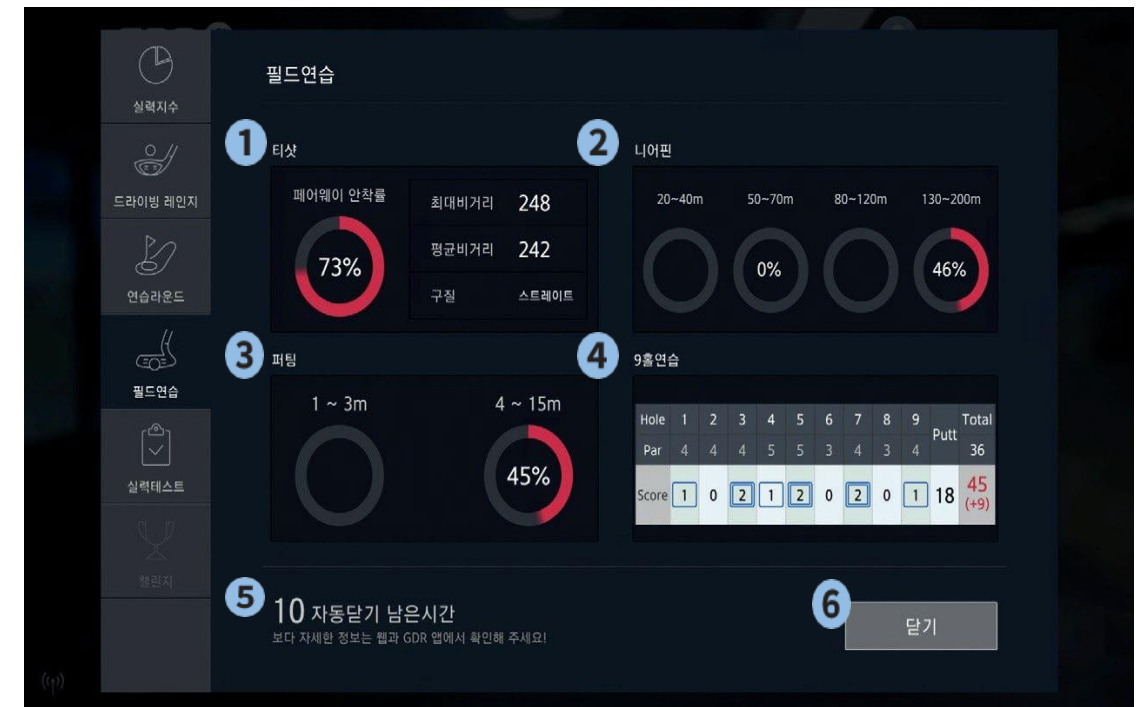 실력지수
드라이빙 레인지
연습라운드
필드연습
실력테스트
챌린지
필드연습
1
티샷
페어웨이 안착률
73%
최대비거리 248
평균비거리 242
구질 스트레이트
2
니어핀
20~40m 50~70m 80~120m 130~200m
0% 46%
3
퍼팅
1 ~ 3m 4 ~ 15m
45%
4
9홀연습
Hole 1 2 3 4 5 6 7 8 9 Putt Total
Par 4 4 4 5 5 3 4 3 4 36
Score 1 0 2 1 2 0 2 0 1 18 45
(+9)
5
10 자동닫기 남은시간
보다 자세한 정보는 웹과 GDR 앱에서 확인해 주세요!
6
닫기